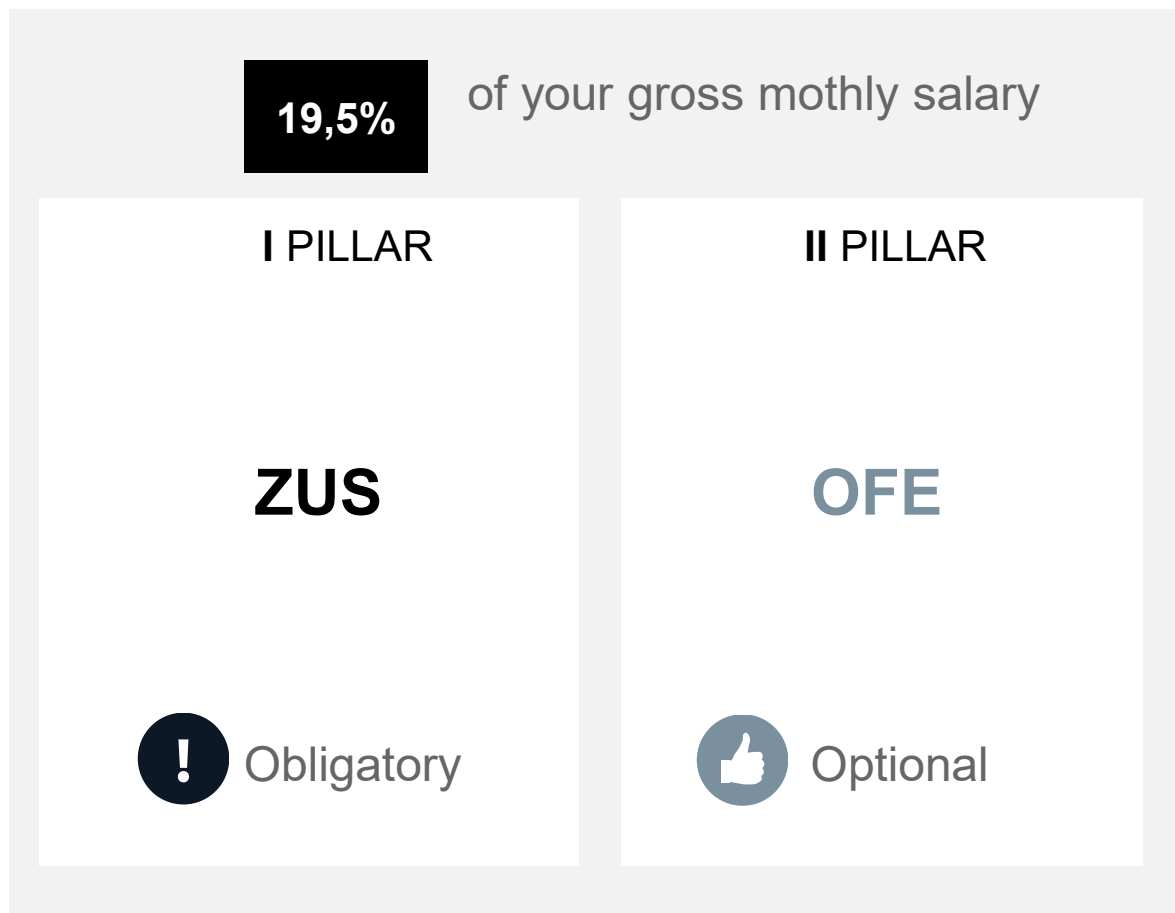 19,5% of your gross mothly salary
I PILLAR
II PILLAR
ZUS
OFE
! Obligatory
Optional